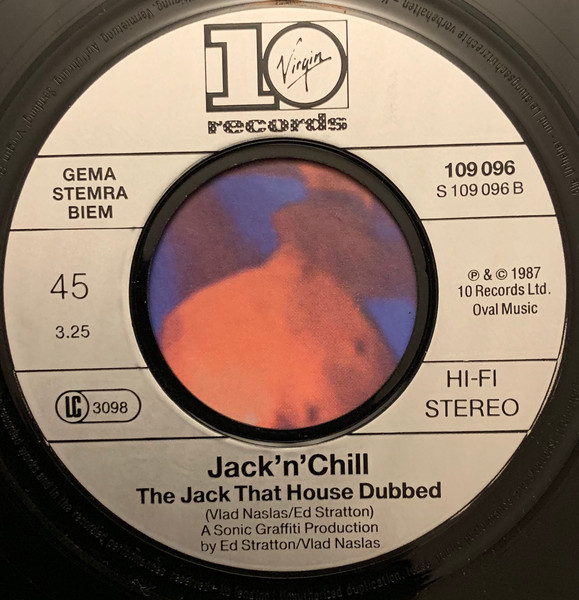 10
Virgin
records
GEMA
STEMRA
BIEM
109 096
S 109 096 B
45
3.25
℗ & © 1987
10 Records Ltd.
Oval Music
LC 3098
HI-FI
STEREO
Jack'n'Chill
The Jack That House Dubbed
(Vlad Naslas/Ed Stratton)
A Sonic Graffiti Production
by Ed Stratton/Vlad Naslas